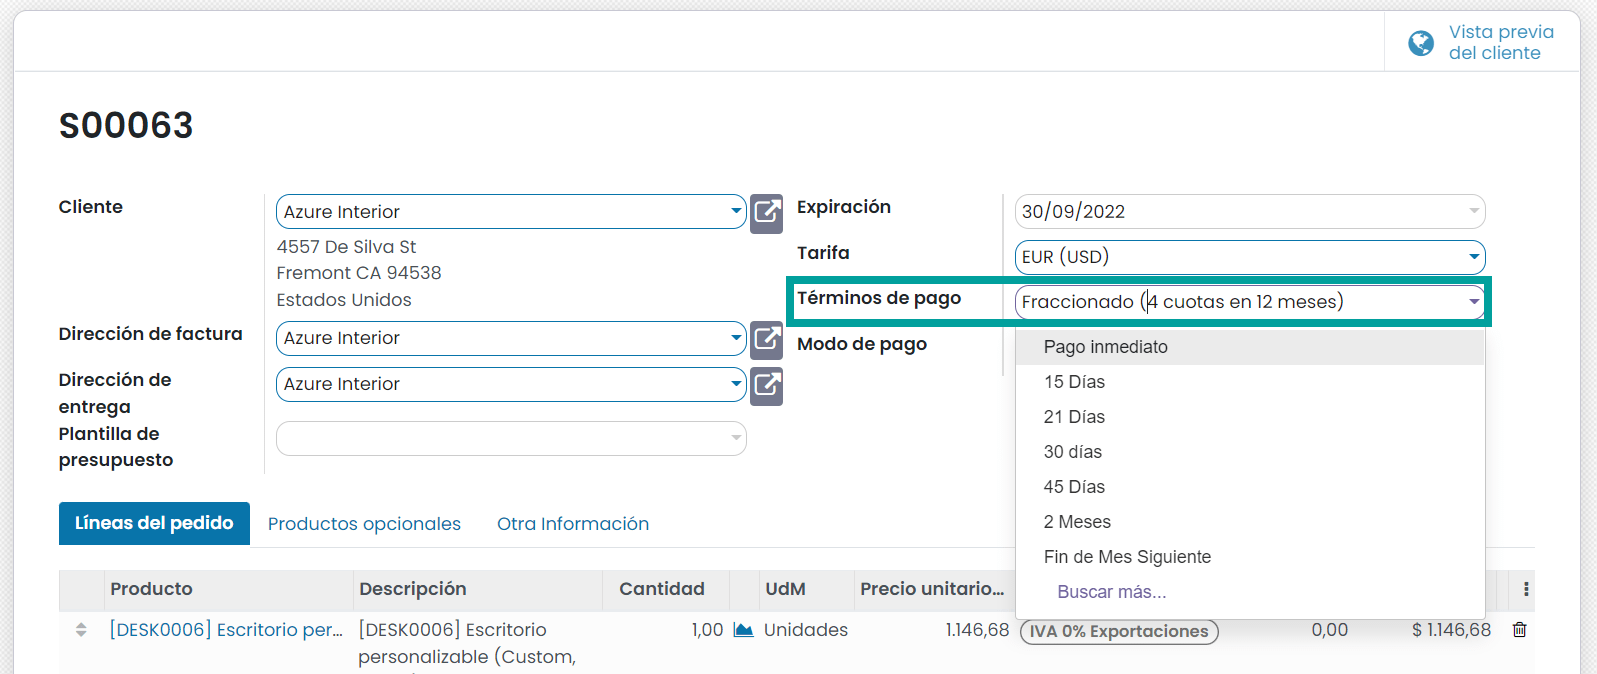 Vista previa
del cliente
S00063
Cliente
Azure Interior
4557 De Silva St
Fremont CA 94538
Estados Unidos
Dirección de factura
Azure Interior
Dirección de
entrega
Azure Interior
Plantilla de
presupuesto
Expiración
30/09/2022
Tarifa
EUR (USD)
Términos de pago
Fraccionado (4 cuotas en 12 meses)
Modo de pago
Pago inmediato
15 Días
21 Días
30 días
45 Días
2 Meses
Fin de Mes Siguiente
Buscar más...
Líneas del pedido
Productos opcionales
Otra Información
Producto Descripción Cantidad UdM Precio unitario...
[DESK0006] Escritorio per... [DESK0006] Escritorio 1,00 Unidades 1.146,68 IVA 0% Exportaciones 0,00 $ 1.146,68
personalizable (Custom,